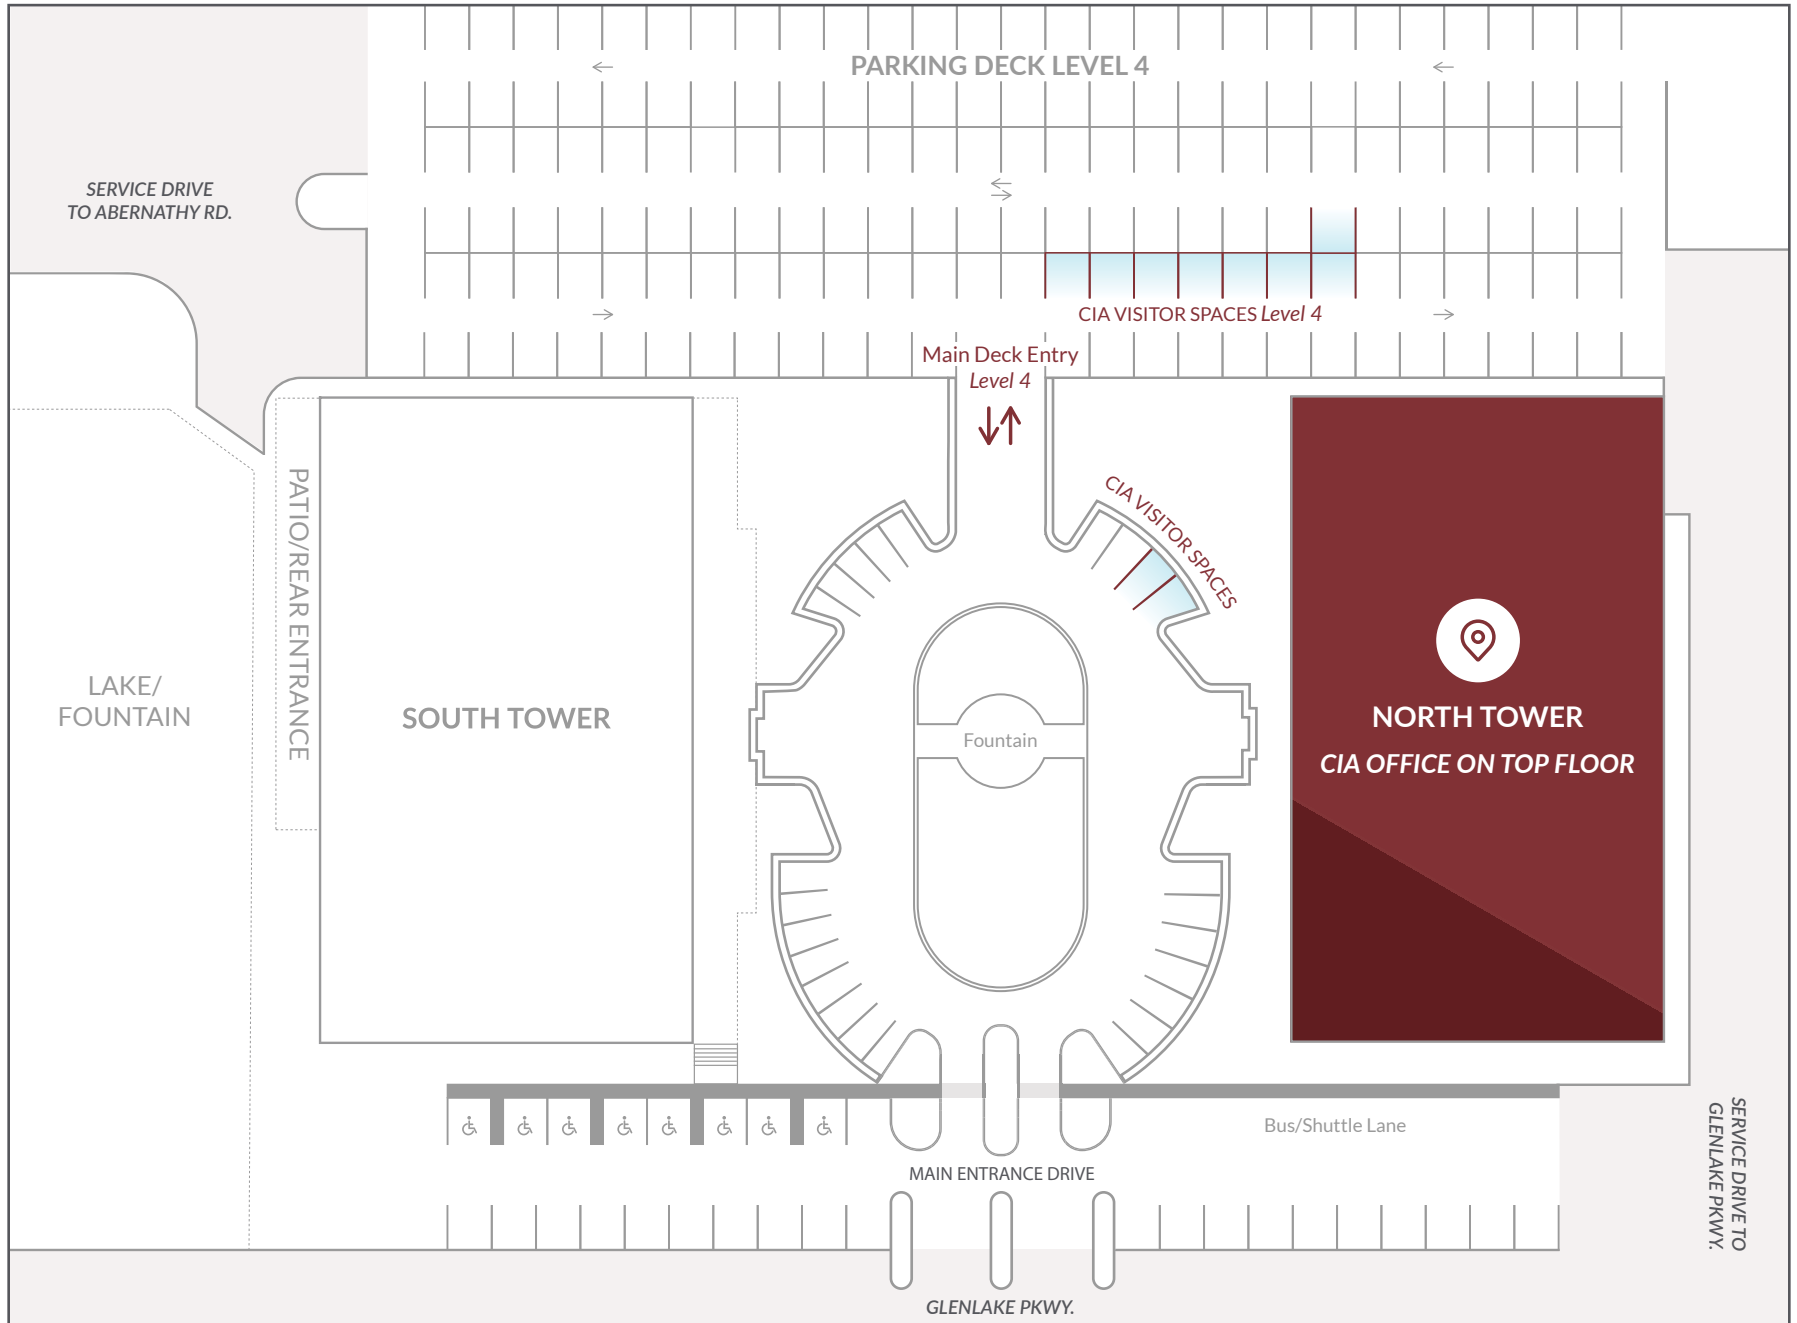 PARKING DECK LEVEL 4
SERVICE DRIVE
TO ABERNATHY RD.
CIA VISITOR SPACES Level 4
Main Deck Entry
Level 4
CIA VISITOR SPACES
PATIO/REAR ENTRANCE
LAKE/
FOUNTAIN
SOUTH TOWER
Fountain
NORTH TOWER
CIA OFFICE ON TOP FLOOR
Bus/Shuttle Lane
MAIN ENTRANCE DRIVE
SERVICE DRIVE TO
GLENLAKE PKWY.
GLENLAKE PKWY.